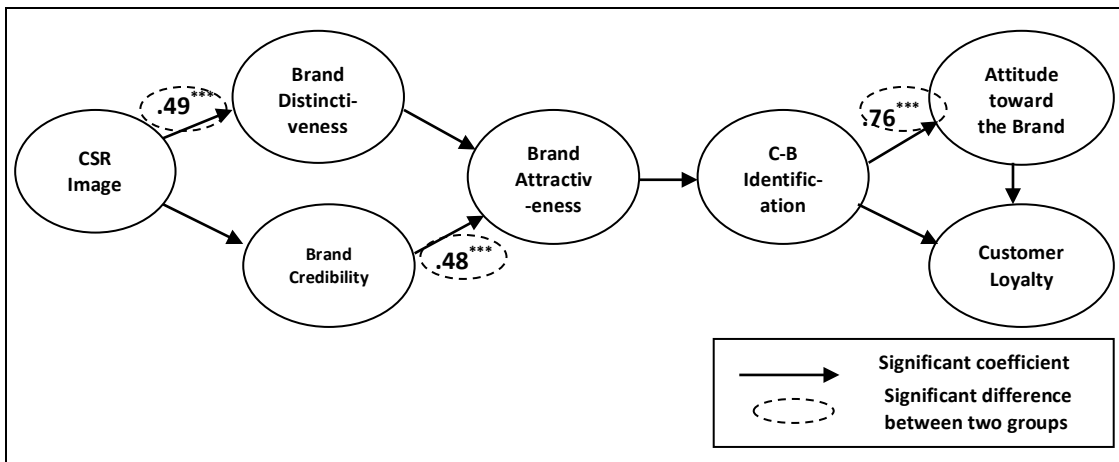 .49***
Brand
Distincti-
veness
CSR
Image
Brand
Credibility
Brand
Attractiv
-eness
.48***
C-B
Identific-
ation
.76***
Attitude
toward
the Brand
Customer
Loyalty
Significant coefficient
Significant difference
between two groups